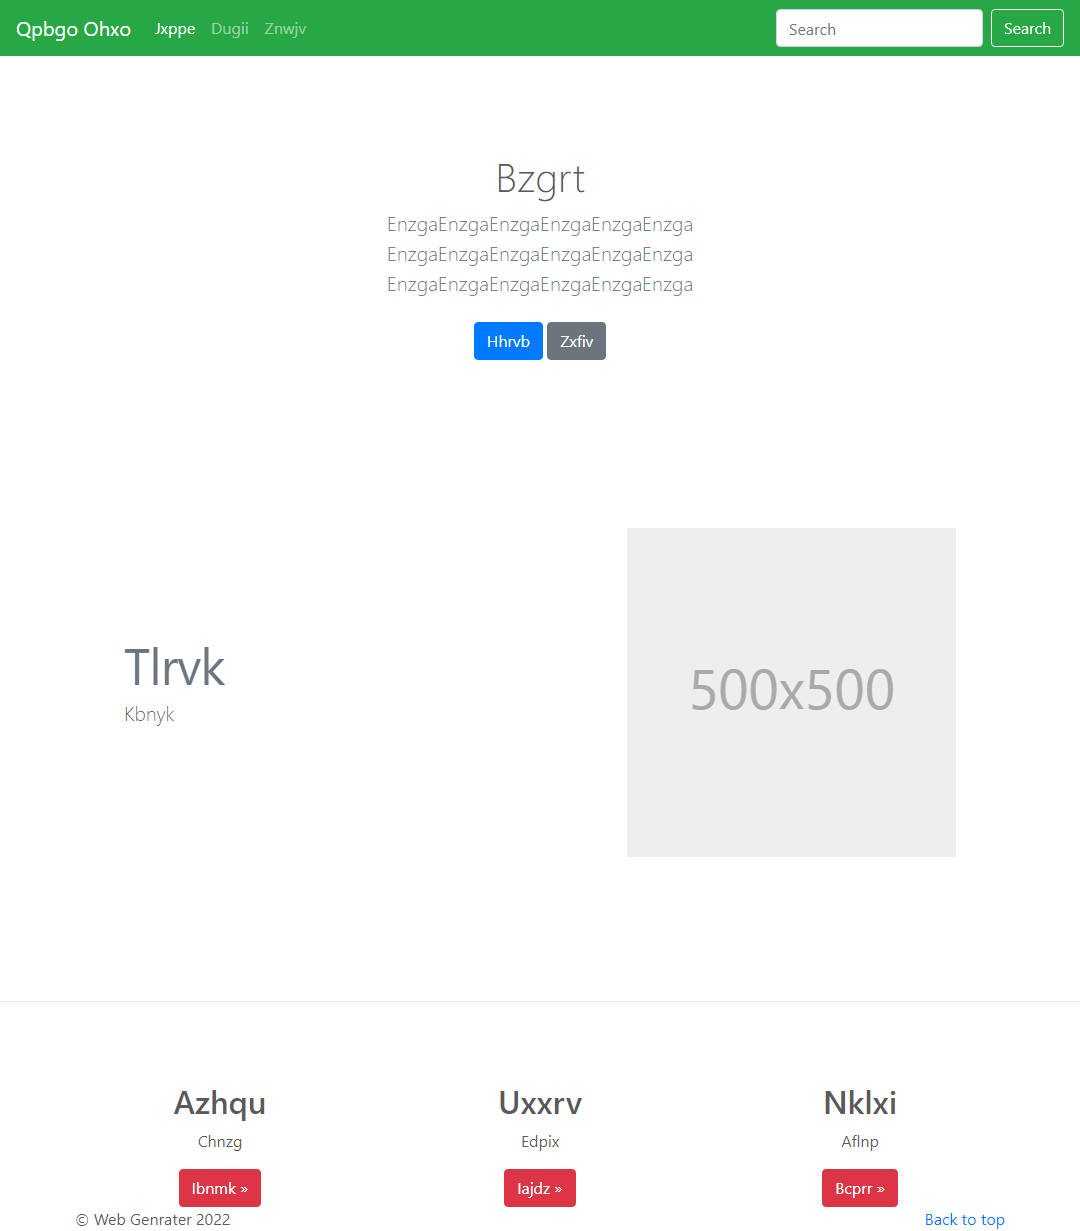 Qpbgo Ohxo Jxppe Dugii Znwjv Search Search
Bzgrt
EnzgaEnzgaEnzgaEnzgaEnzgaEnzga
EnzgaEnzgaEnzgaEnzgaEnzgaEnzga
EnzgaEnzgaEnzgaEnzgaEnzgaEnzga
Hhrvb Zxfiv
Tlrvk
Kbnyk
500x500
Azhqu Uxxrv Nklxi
Chnzg Edpix Aflnp
Ibnmk » Iajdz » Bcprr »
© Web Genrater 2022 Back to top